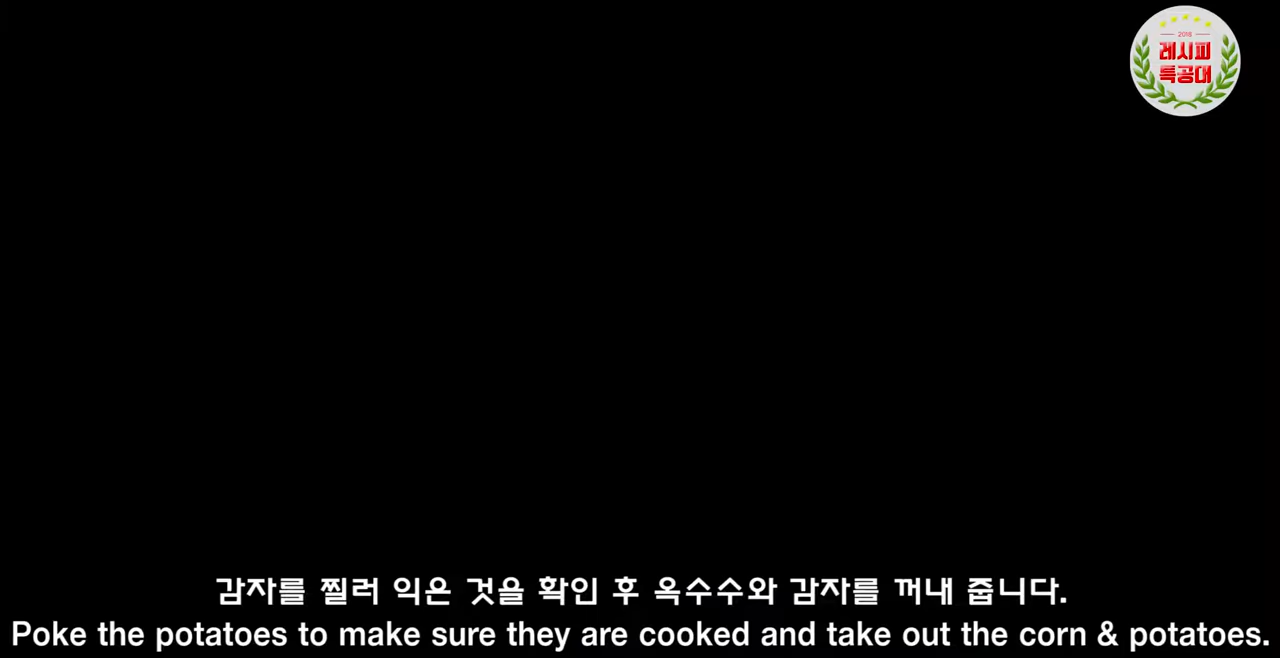 2018
레시피
특공대
감자를 찔러 익은 것을 확인 후 옥수수와 감자를 꺼내 줍니다.
Poke the potatoes to make sure they are cooked and take out the corn & potatoes.